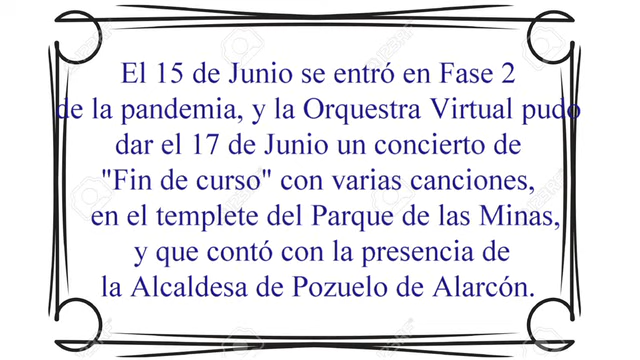 El 15 de Junio se entró en Fase 2
de la pandemia, y la Orquestra Virtual pudo
dar el 17 de Junio un concierto de
"Fin de curso" con varias canciones,
en el templete del Parque de las Minas,
y que contó con la presencia de
la Alcaldesa de Pozuelo de Alarcón.